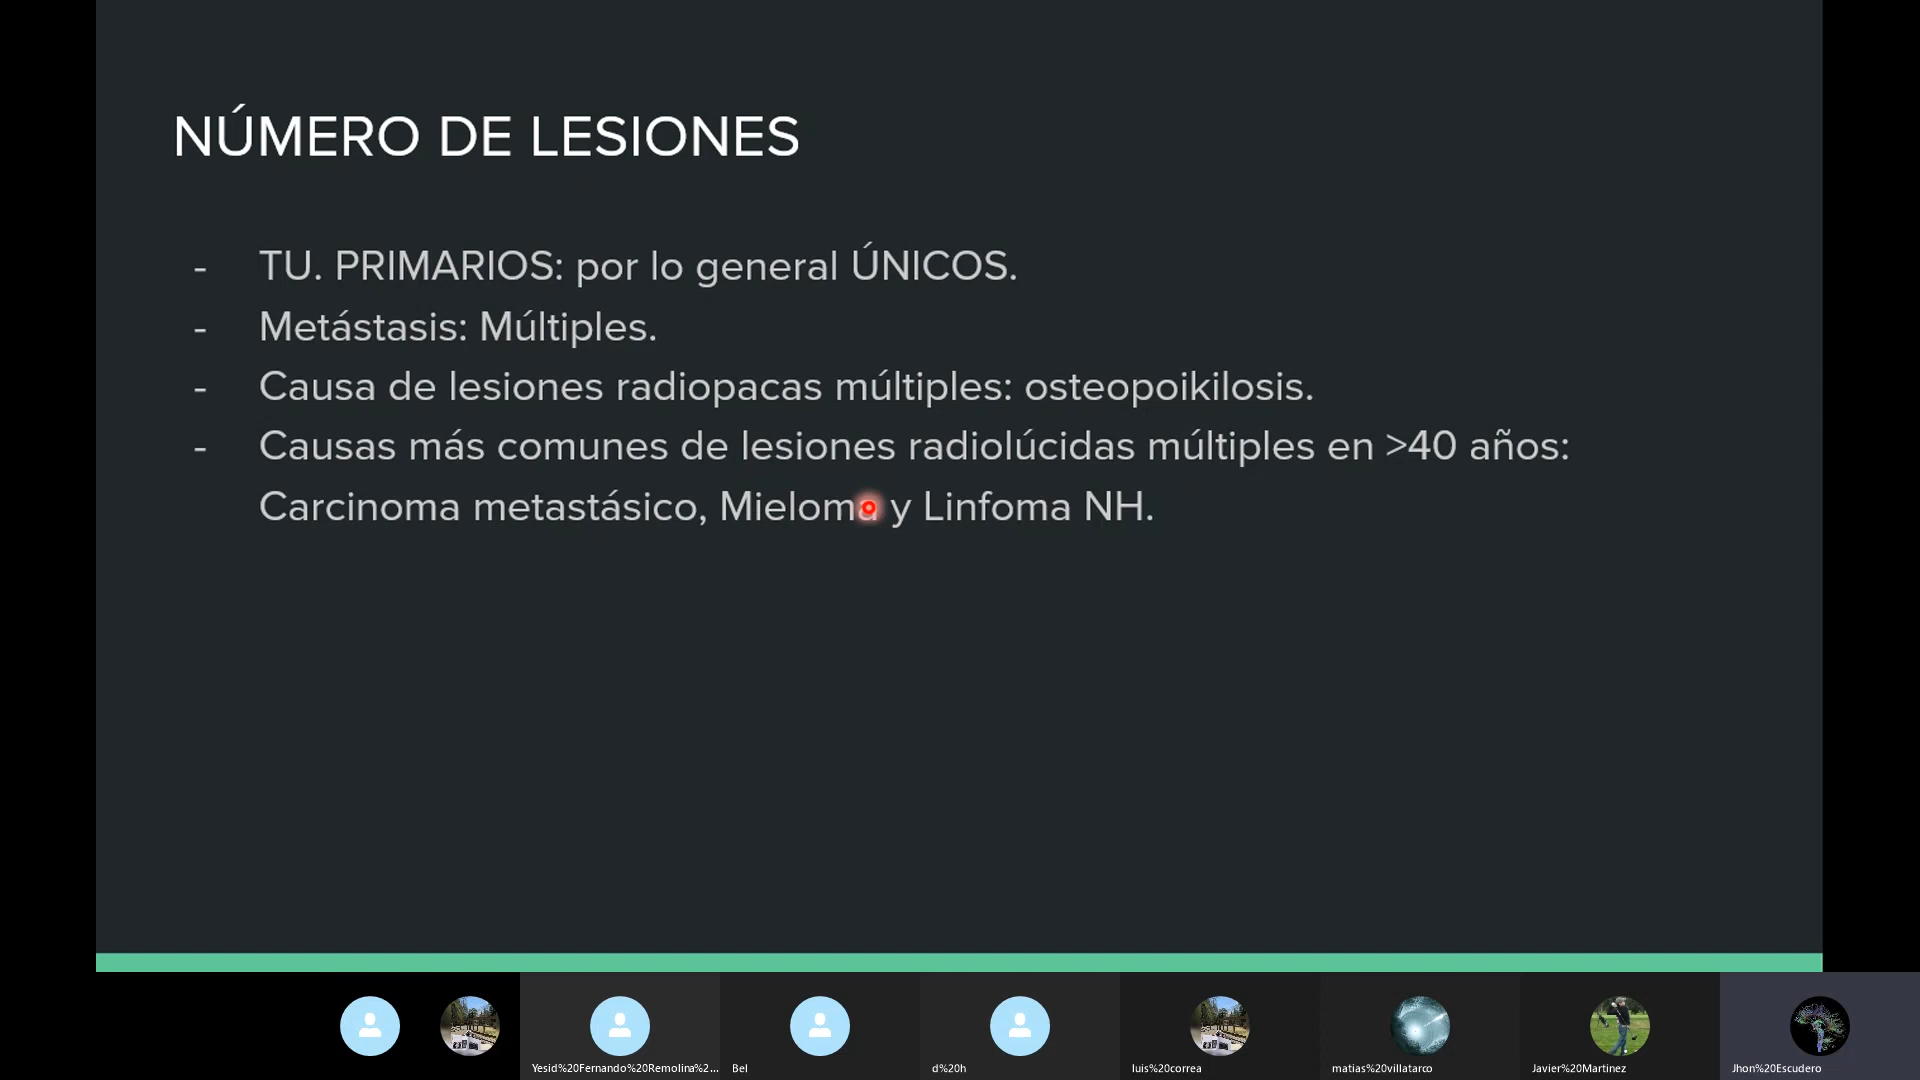 NÚMERO DE LESIONES
- TU. PRIMARIOS: por lo general ÚNICOS.
- Metástasis: Múltiples.
- Causa de lesiones radiopacas múltiples: osteopoikilosis.
- Causas más comunes de lesiones radiolúcidas múltiples en >40 años:
Carcinoma metastásico, Mieloma y Linfoma NH.
Yesid%20Fernando%20Remolina%2...
Bel
d%20h
luis%20correa
matias%20villatarco
Javier%20Martinez
Jhon%20Escudero